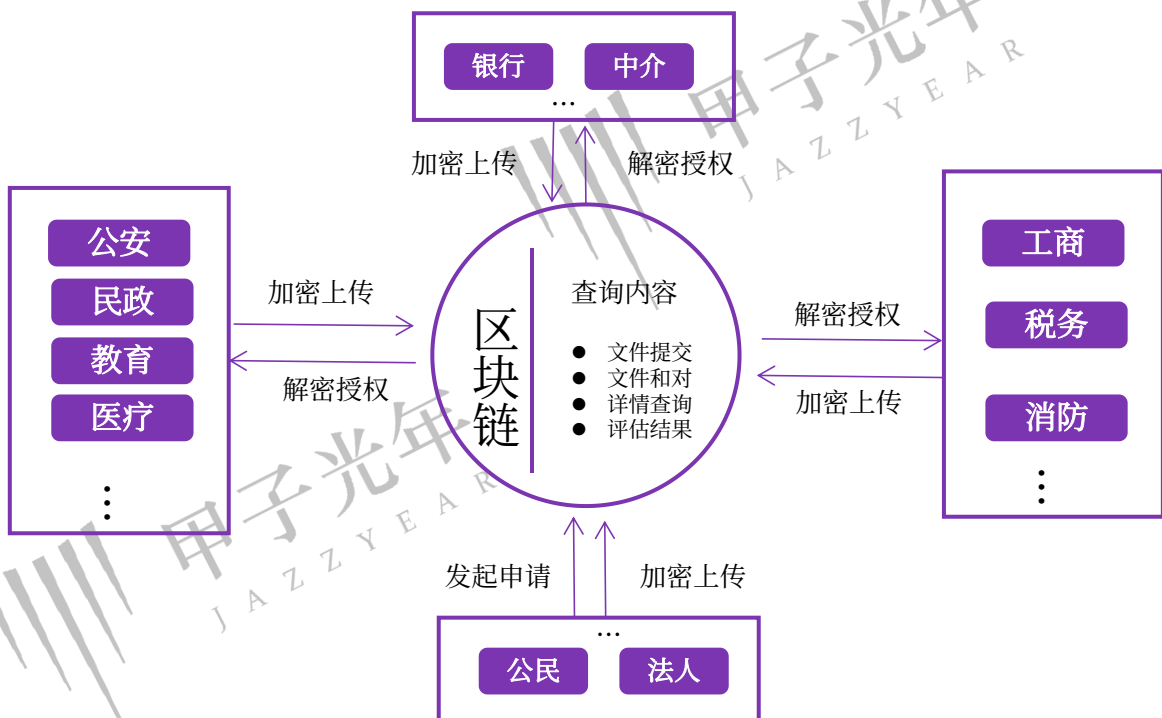 银行
中介
…
加密上传
解密授权
公安
民政
教育
医疗
⋮
加密上传
解密授权
区块链
查询内容
● 文件提交
● 文件和对
● 详情查询
● 评估结果
解密授权
加密上传
工商
税务
消防
⋮
发起申请
加密上传
…
公民
法人
甲子光年
JAZZYEAR
甲子光年
JAZZYEAR